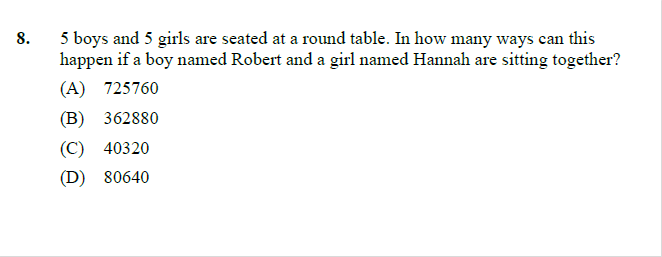 8. 5 boys and 5 girls are seated at a round table. In how many ways can this
happen if a boy named Robert and a girl named Hannah are sitting together?
(A) 725760
(B) 362880
(C) 40320
(D) 80640